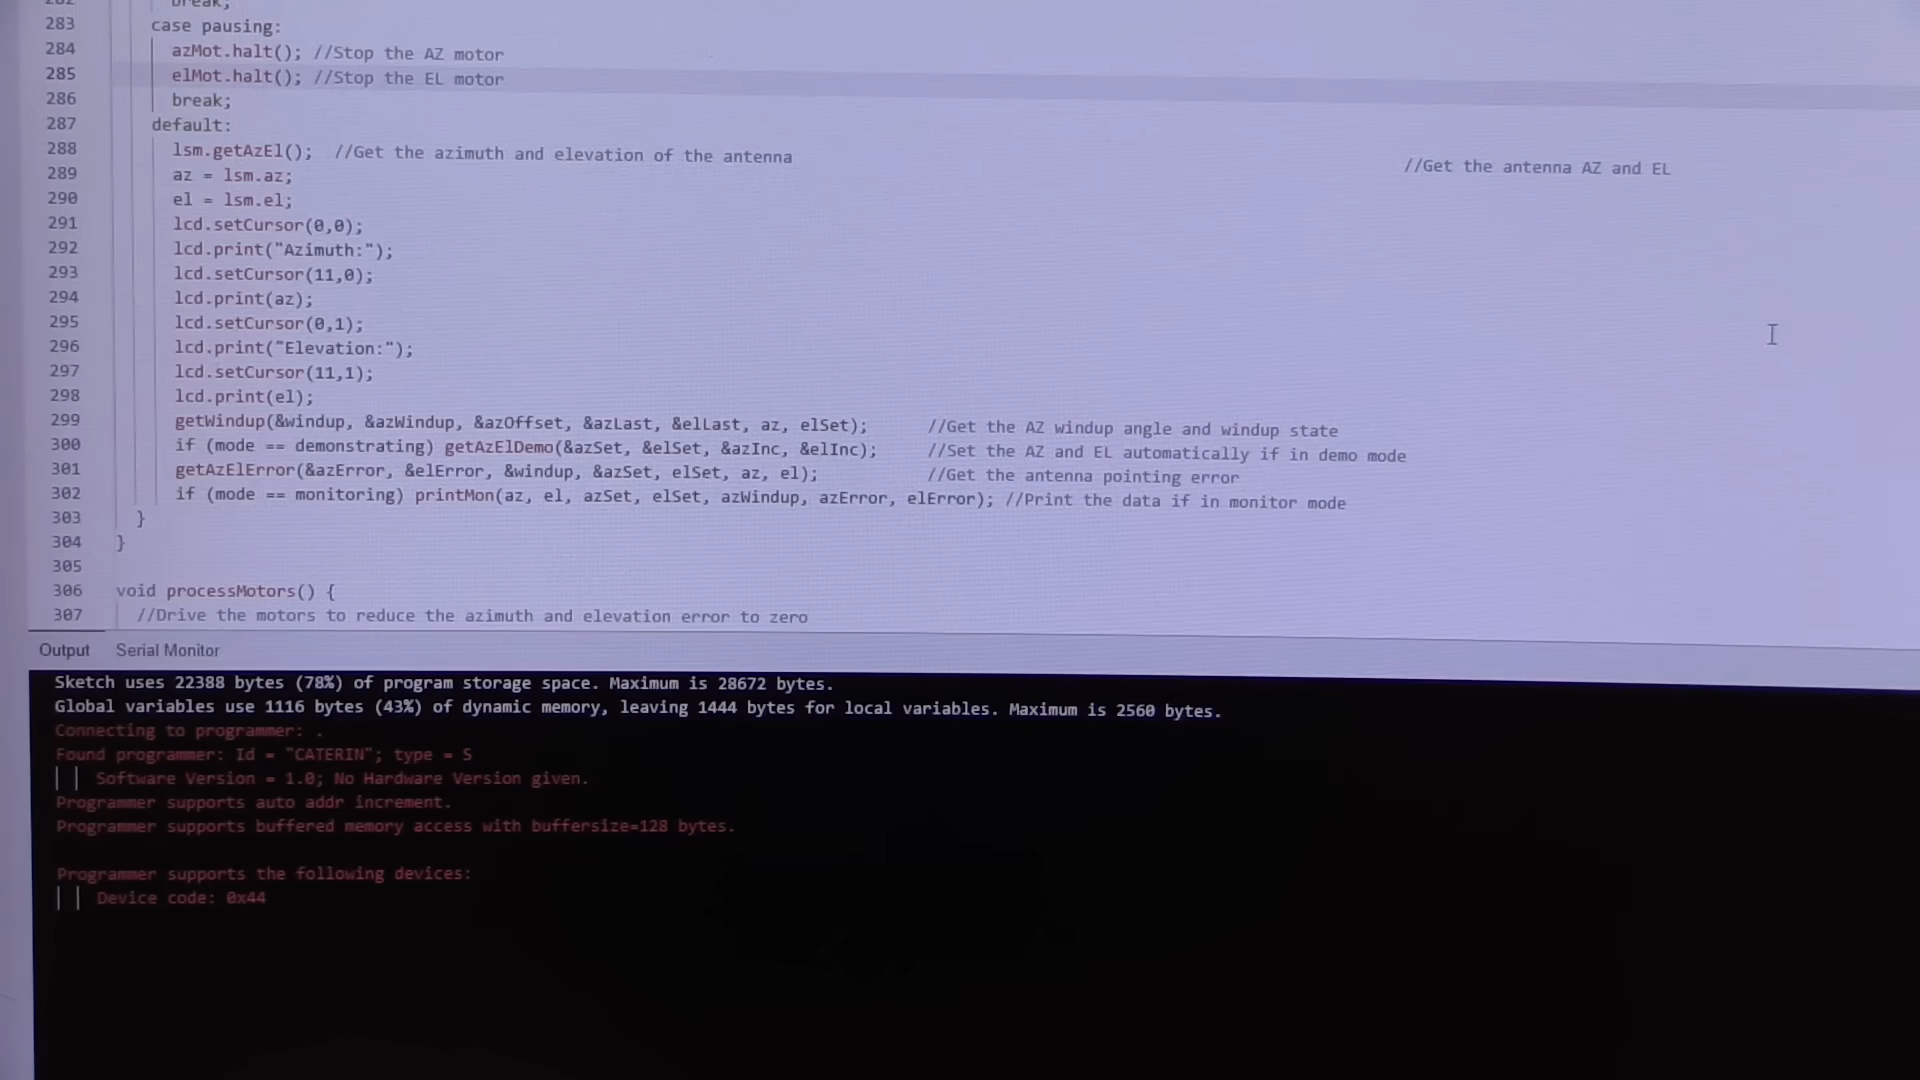 282 break;
283 case pausing:
284 azMot.halt(); //Stop the AZ motor
285 elMot.halt(); //Stop the EL motor
286 break;
287 default:
288 lsm.getAzEl(); //Get the azimuth and elevation of the antenna //Get the antenna AZ and EL
289 az = lsm.az;
290 el = lsm.el;
291 lcd.setCursor(0,0);
292 lcd.print("Azimuth:");
293 lcd.setCursor(11,0);
294 lcd.print(az);
295 lcd.setCursor(0,1);
296 lcd.print("Elevation:");
297 lcd.setCursor(11,1);
298 lcd.print(el);
299 getWindup(&windup, &azWindup, &azOffset, &azLast, &elLast, az, elSet); //Get the AZ windup angle and windup state
300 if (mode == demonstrating) getAzElDemo(&azSet, &elSet, &azInc, &elInc); //Set the AZ and EL automatically if in demo mode
301 getAzElError(&azError, &elError, &windup, &azSet, elSet, az, el); //Get the antenna pointing error
302 if (mode == monitoring) printMon(az, el, azSet, elSet, azWindup, azError, elError); //Print the data if in monitor mode
303 }
304 }
305
306 void processMotors() {
307 //Drive the motors to reduce the azimuth and elevation error to zero
Output Serial Monitor
Sketch uses 22388 bytes (78%) of program storage space. Maximum is 28672 bytes.
Global variables use 1116 bytes (43%) of dynamic memory, leaving 1444 bytes for local variables. Maximum is 2560 bytes.
Connecting to programmer: .
Found programmer: Id = "CATERIN"; type = S
Software Version = 1.0; No Hardware Version given.
Programmer supports auto addr increment.
Programmer supports buffered memory access with buffersize=128 bytes.
Programmer supports the following devices:
Device code: 0x44